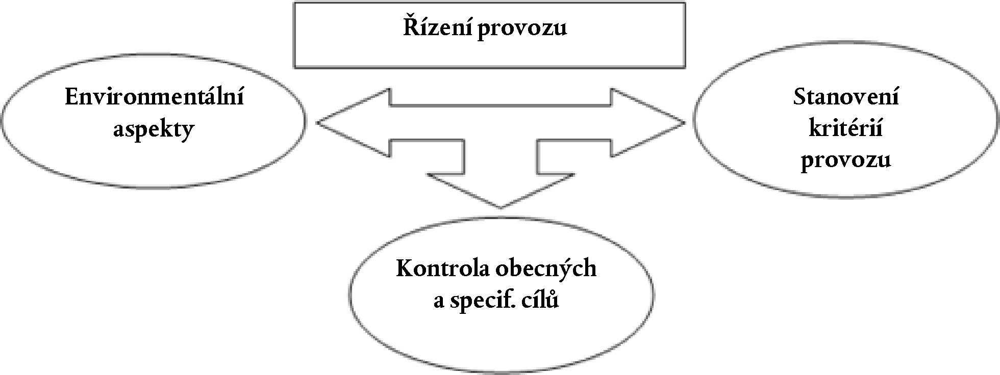 Řízení provozu
Environmentální
aspekty
Stanovení
kritérií
provozu
Kontrola obecných
a specif. cílů